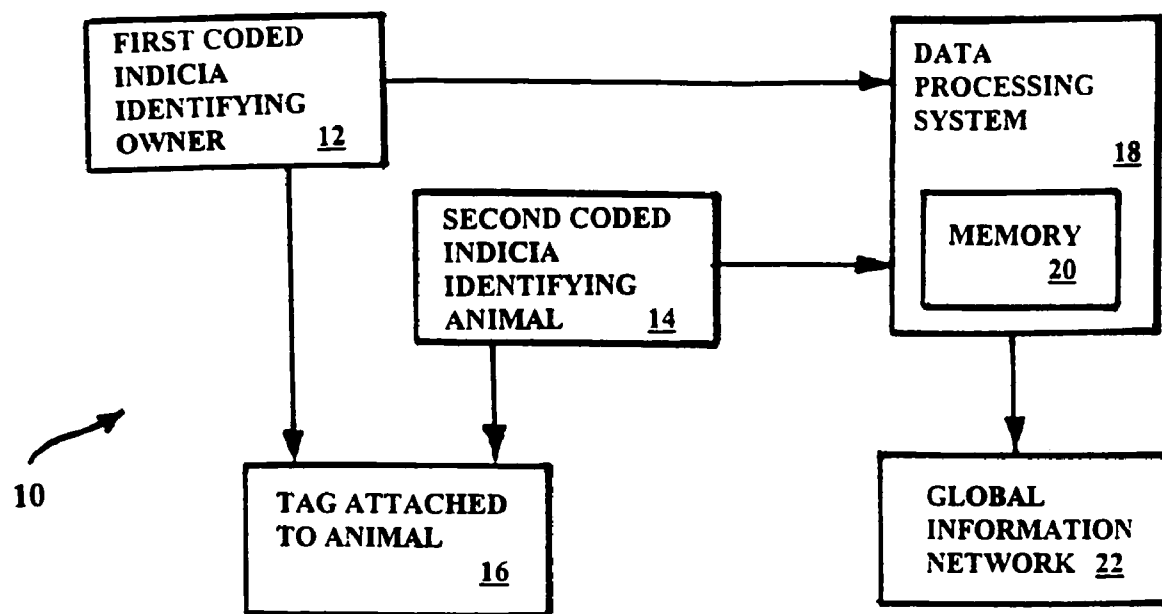 FIRST CODED
INDICIA
IDENTIFYING
OWNER 12
DATA
PROCESSING
SYSTEM
18
SECOND CODED
INDICIA
IDENTIFYING
ANIMAL 14
MEMORY
20
10
TAG ATTACHED
TO ANIMAL
16
GLOBAL
INFORMATION
NETWORK 22